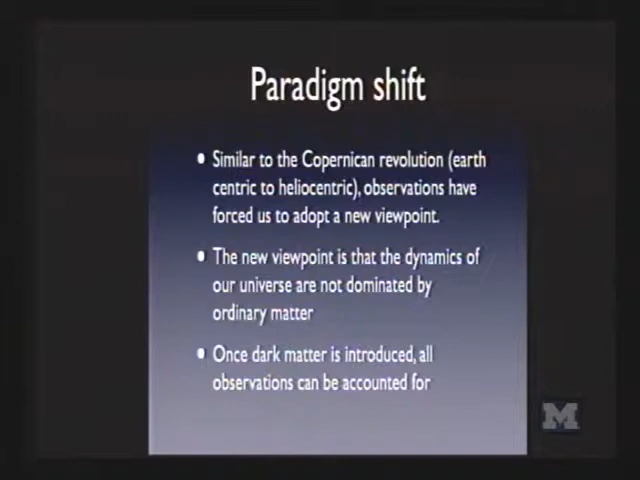 Paradigm shift
• Similar to the Copernican revolution (earth
centric to heliocentric), observations have
forced us to adopt a new viewpoint.
• The new viewpoint is that the dynamics of
our universe are not dominated by
ordinary matter
• Once dark matter is introduced, all
observations can be accounted for
M